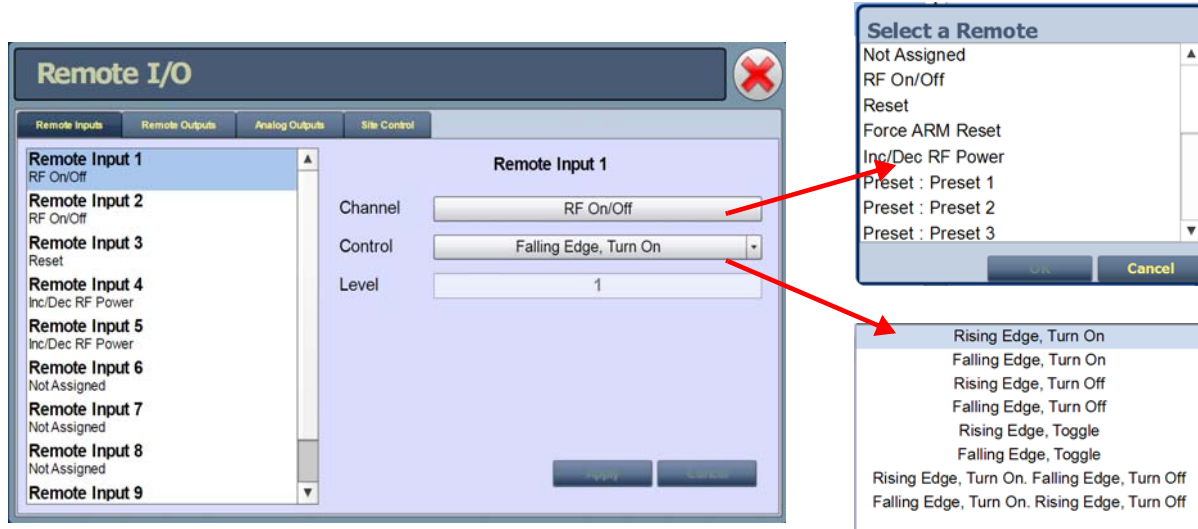 Remote I/O
Remote Inputs
Remote Outputs
Analog Outputs
Site Control
Remote Input 1
RF On/Off
Remote Input 2
RF On/Off
Remote Input 3
Reset
Remote Input 4
Inc/Dec RF Power
Remote Input 5
Inc/Dec RF Power
Remote Input 6
Not Assigned
Remote Input 7
Not Assigned
Remote Input 8
Not Assigned
Remote Input 9
Remote Input 1
Channel RF On/Off
Control Falling Edge, Turn On
Level 1
Apply Cancel
Select a Remote
Not Assigned
RF On/Off
Reset
Force ARM Reset
Inc/Dec RF Power
Preset : Preset 1
Preset : Preset 2
Preset : Preset 3
OK Cancel
Rising Edge, Turn On
Falling Edge, Turn On
Rising Edge, Turn Off
Falling Edge, Turn Off
Rising Edge, Toggle
Falling Edge, Toggle
Rising Edge, Turn On. Falling Edge, Turn Off
Falling Edge, Turn On. Rising Edge, Turn Off